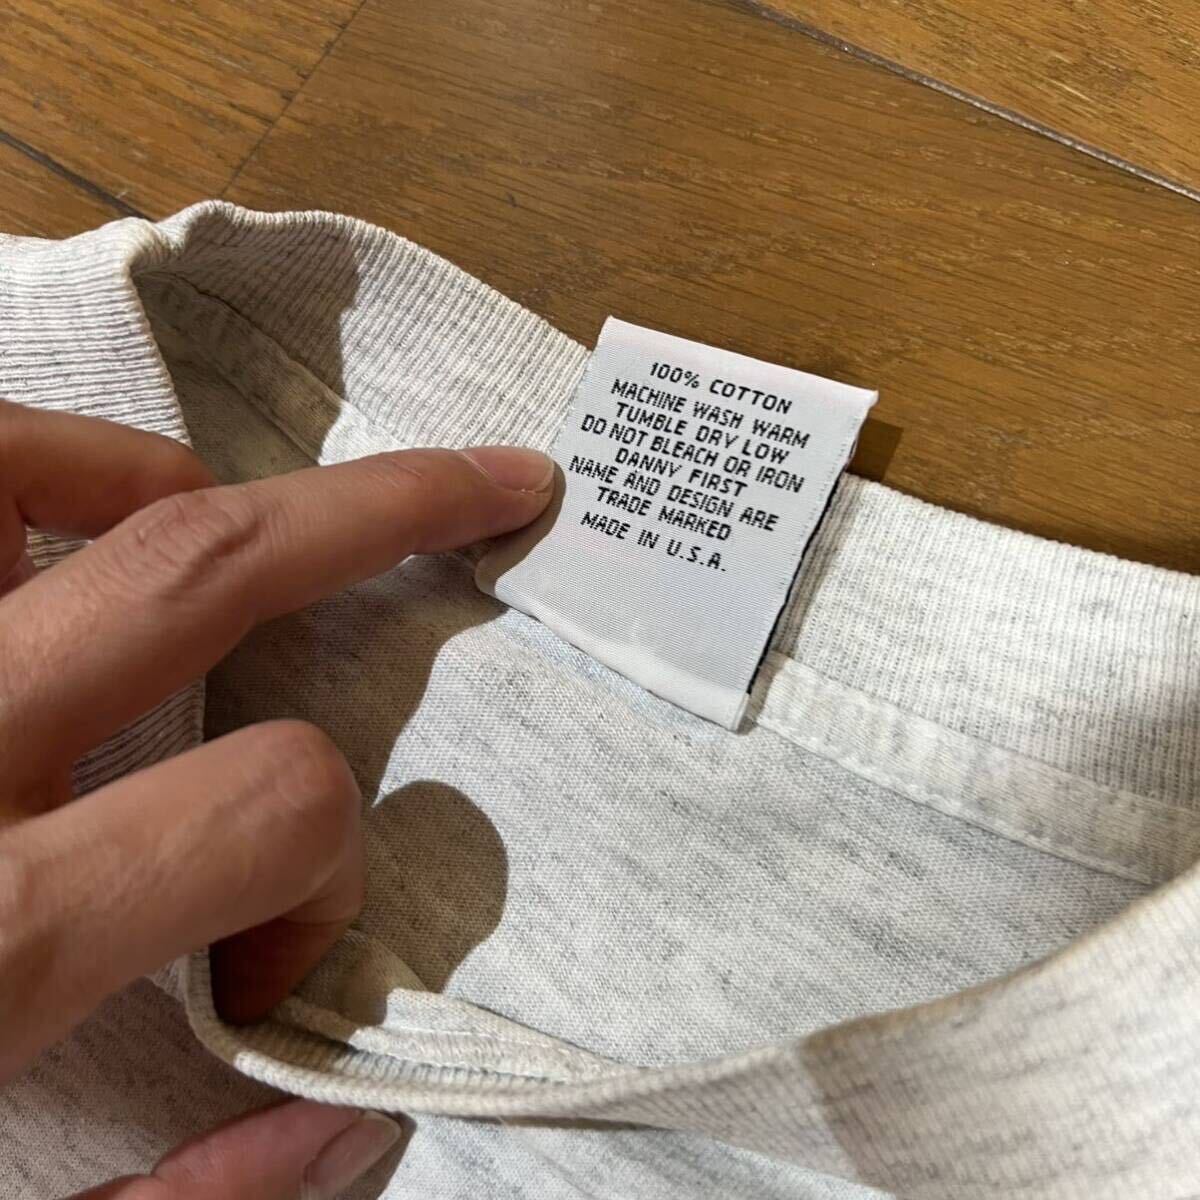 100% COTTON
MACHINE WASH WARM
TUMBLE DRY LOW
DO NOT BLEACH OR IRON
DANNY FIRST
NAME AND DESIGN ARE
TRADE MARKED
MADE IN U.S.A.